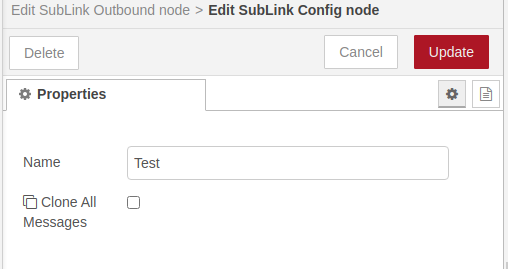 Edit SubLink Outbound node > Edit SubLink Config node
Delete
Cancel
Update
Properties
Name
Test
Clone All
Messages